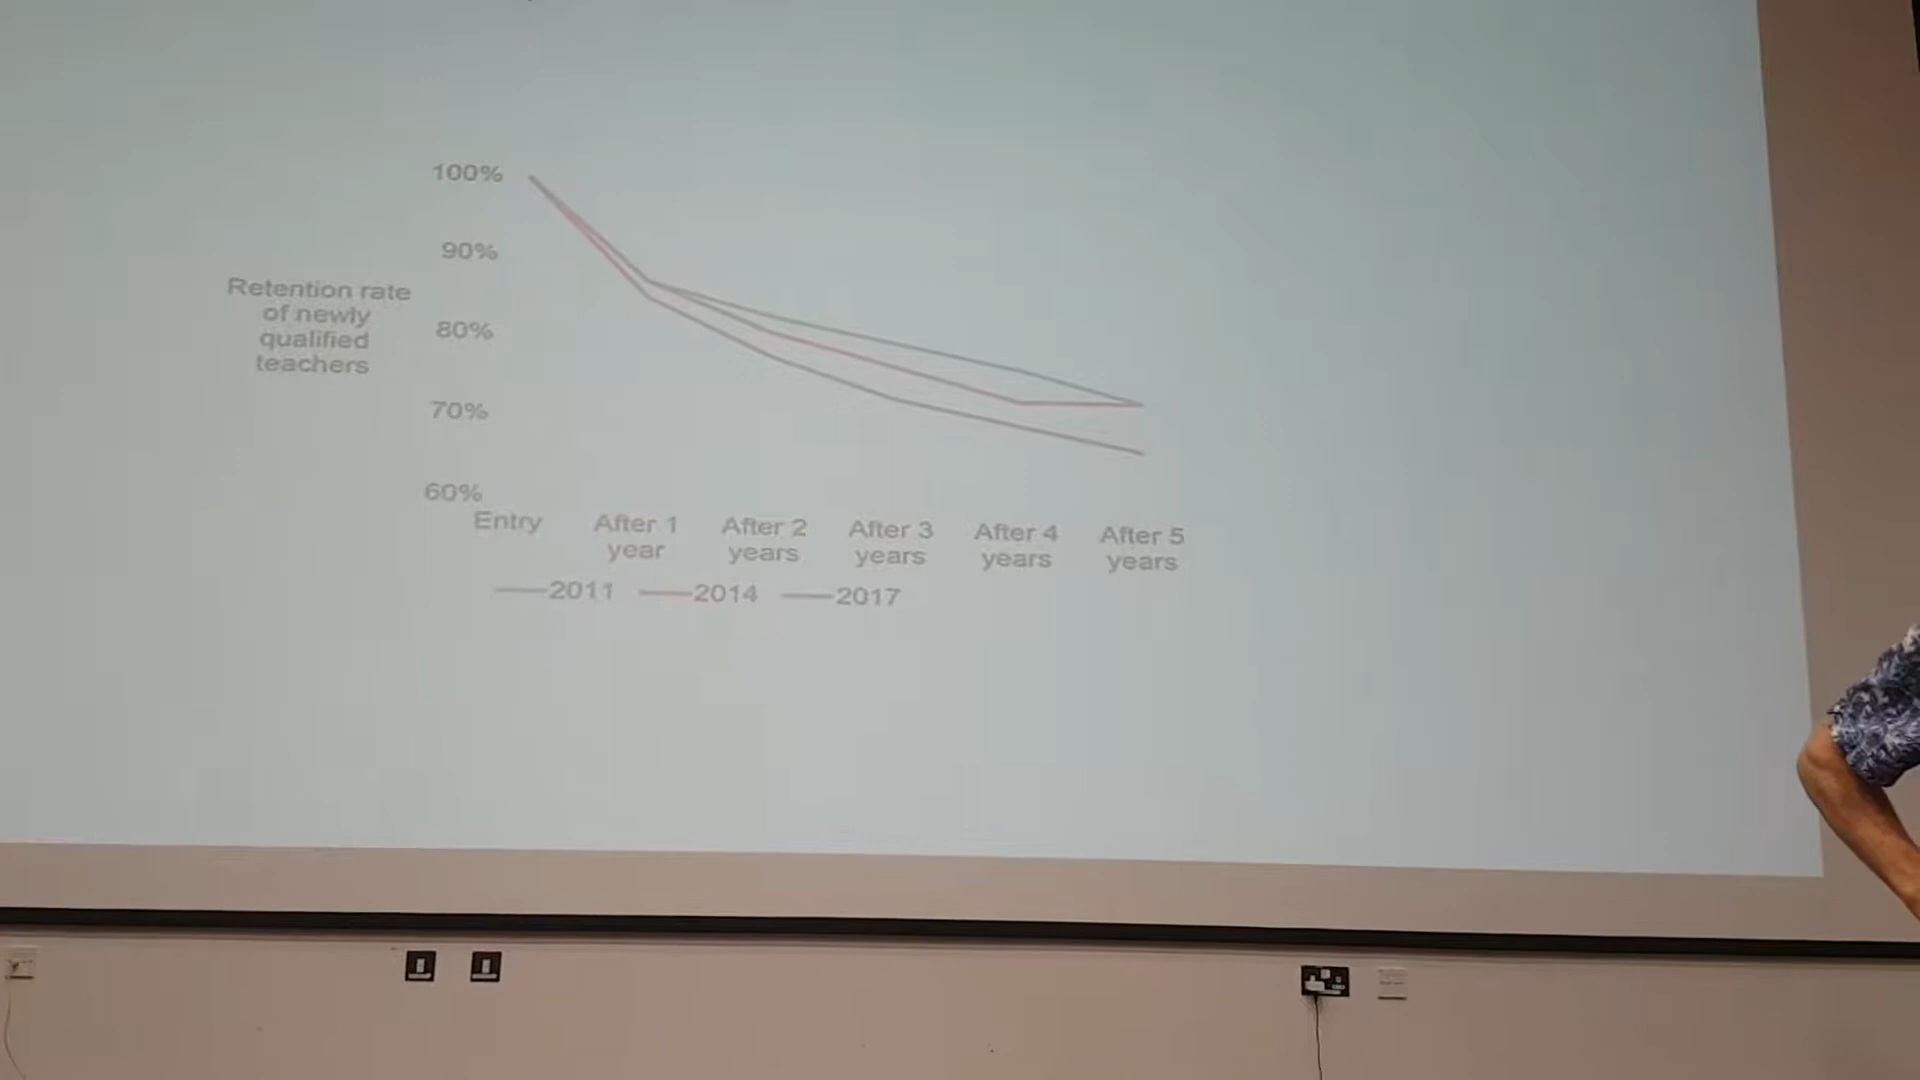 100%
90%
Retention rate
of newly
qualified
teachers
80%
70%
60%
Entry
After 1
year
After 2
years
After 3
years
After 4
years
After 5
years
2011
2014
2017